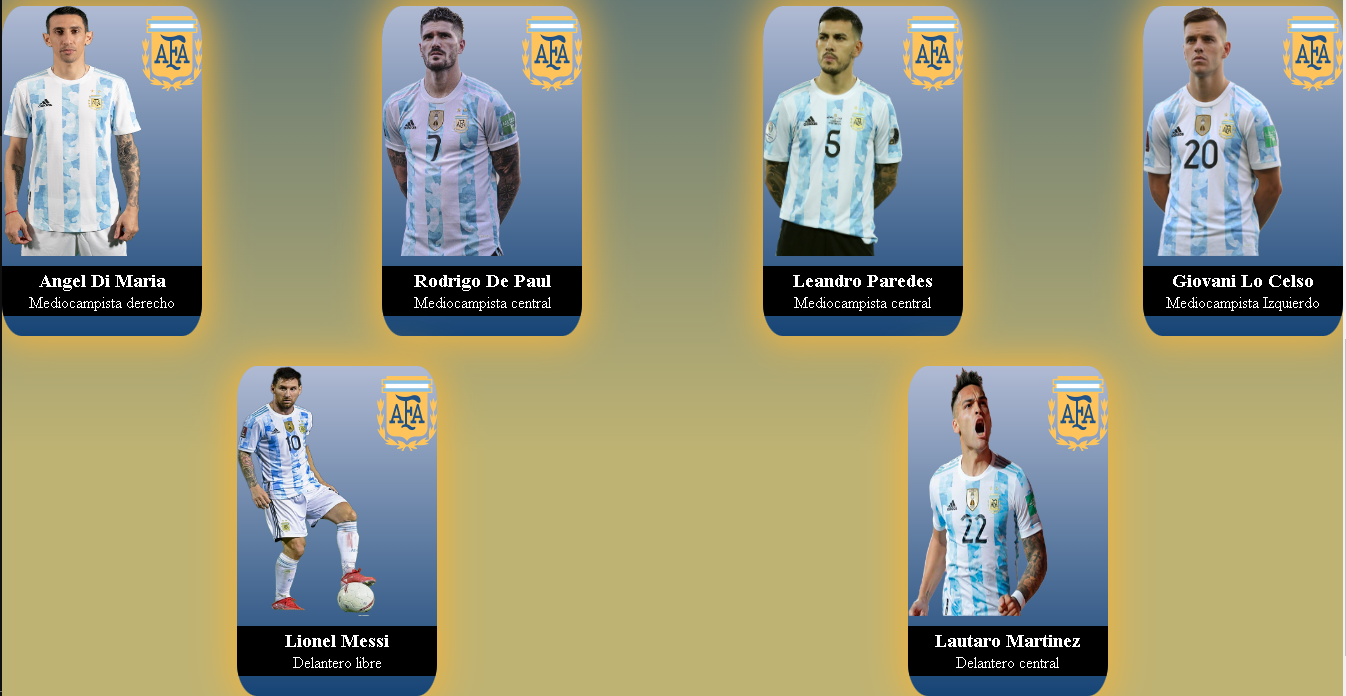 AFA
AFA
AFA
AFA
7
5
20
Angel Di Maria
Mediocampista derecho
Rodrigo De Paul
Mediocampista central
Leandro Paredes
Mediocampista central
Giovani Lo Celso
Mediocampista Izquierdo
AFA
AFA
10
22
Lionel Messi
Delantero libre
Lautaro Martinez
Delantero central